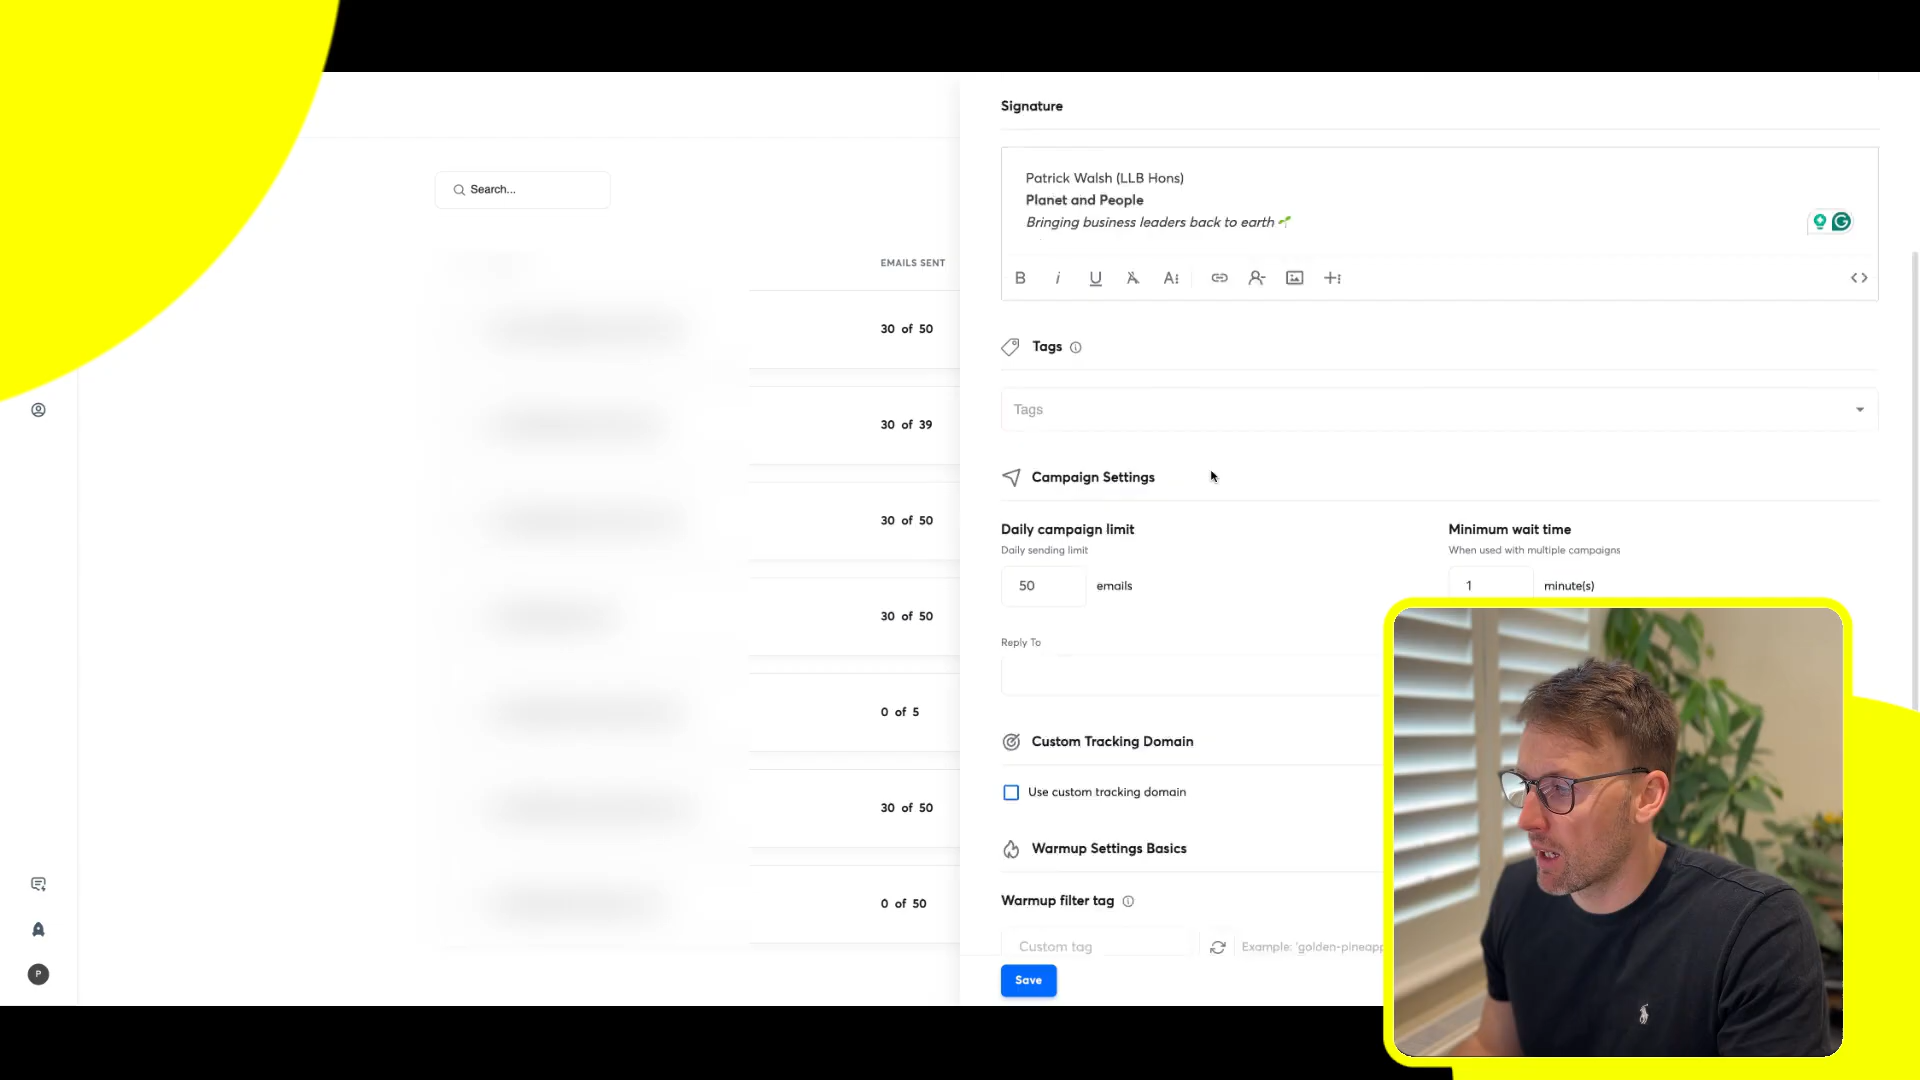 Search...
EMAILS SENT
30 of 50
30 of 39
30 of 50
30 of 50
0 of 5
30 of 50
0 of 50
P
Signature
Patrick Walsh (LLB Hons)
Planet and People
Bringing business leaders back to earth
Tags
Tags
Campaign Settings
Daily campaign limit
Daily sending limit
50 emails
Minimum wait time
When used with multiple campaigns
1 minute(s)
Reply To
Custom Tracking Domain
Use custom tracking domain
Warmup Settings Basics
Warmup filter tag
Custom tag
Example: 'golden-pineapp
Save